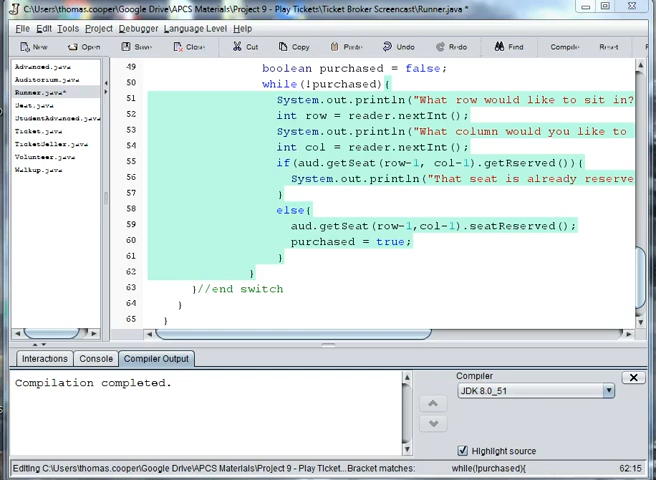 C:\Users\thomas.cooper\Google Drive\APCS Materials\Project 9 - Play Tickets\Ticket Broker Screencast\Runner.java *
File Edit Tools Project Debugger Language Level Help
New Open Save Close Cut Copy Paste Undo Redo Find Compile Reset
Advanced.java
Auditorium.java
Runner.java*
Seat.java
StudentAdvanced.java
Ticket.java
TicketSeller.java
Volunteer.java
Walkup.java
49 boolean purchased = false;
50 while(!purchased){
51 System.out.println("What row would like to sit in?
52 int row = reader.nextInt();
53 System.out.println("What column would you like to
54 int col = reader.nextInt();
55 if(aud.getSeat(row-1, col-1).getRserved()){
56 System.out.println("That seat is already reserve
57 }
58 else{
59 aud.getSeat(row-1,col-1).seatReserved();
60 purchased = true;
61 }
62 }
63 }//end switch
64 }
65 }
Interactions Console Compiler Output
Compilation completed.
Compiler
JDK 8.0_51
Highlight source
Editing C:\Users\thomas.cooper\Google Drive\APCS Materials\Project 9 - Play Ticket...Bracket matches: while(!purchased){ 62:15